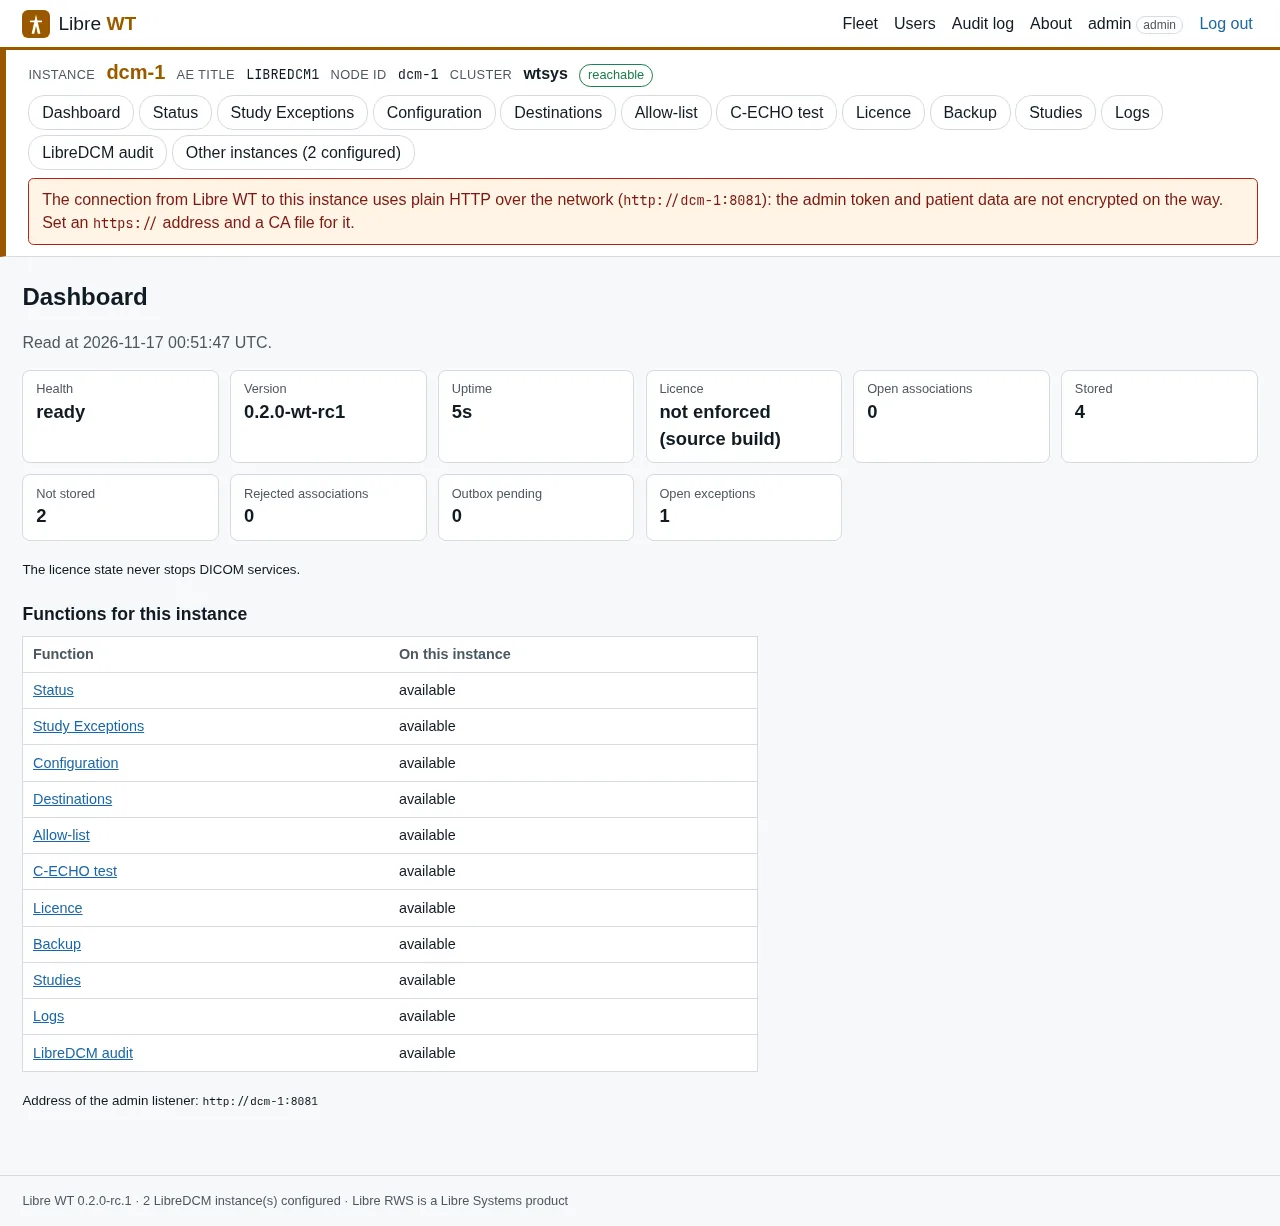 Libre WT
Fleet Users Audit log About admin admin Log out
INSTANCE dcm-1 AE TITLE LIBREDCM1 NODE ID dcm-1 CLUSTER wtsys reachable
Dashboard Status Study Exceptions Configuration Destinations Allow-list C-ECHO test Licence Backup Studies Logs
LibreDCM audit Other instances (2 configured)
The connection from Libre WT to this instance uses plain HTTP over the network (http://dcm-1:8081): the admin token and patient data are not encrypted on the way.
Set an https:// address and a CA file for it.
Dashboard
Read at 2026-11-17 00:51:47 UTC.
Health
ready
Version
0.2.0-wt-rc1
Uptime
5s
Licence
not enforced
(source build)
Open associations
0
Stored
4
Not stored
2
Rejected associations
0
Outbox pending
0
Open exceptions
1
The licence state never stops DICOM services.
Functions for this instance
Function On this instance
Status available
Study Exceptions available
Configuration available
Destinations available
Allow-list available
C-ECHO test available
Licence available
Backup available
Studies available
Logs available
LibreDCM audit available
Address of the admin listener: http://dcm-1:8081
Libre WT 0.2.0-rc.1 · 2 LibreDCM instance(s) configured · Libre RWS is a Libre Systems product